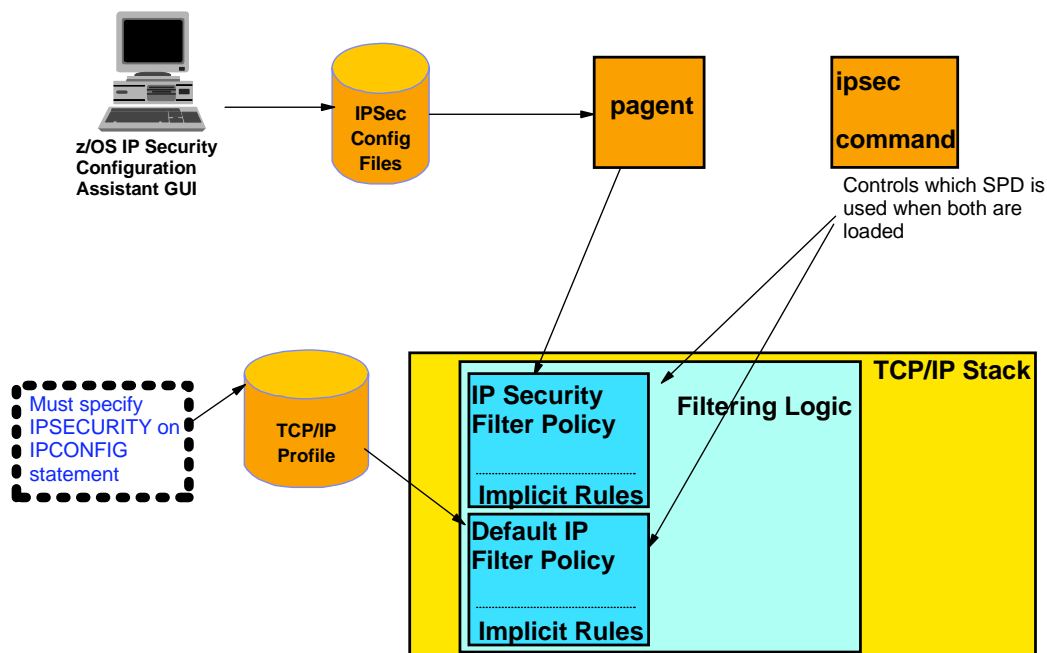 z/OS IP Security
Configuration
Assistant GUI
IPSec
Config
Files
pagent
ipsec
command
Controls which SPD is
used when both are
loaded
Must specify
IPSECURITY on
IPCONFIG
statement
TCP/IP
Profile
TCP/IP Stack
Filtering Logic
IP Security
Filter Policy
Implicit Rules
Default IP
Filter Policy
Implicit Rules